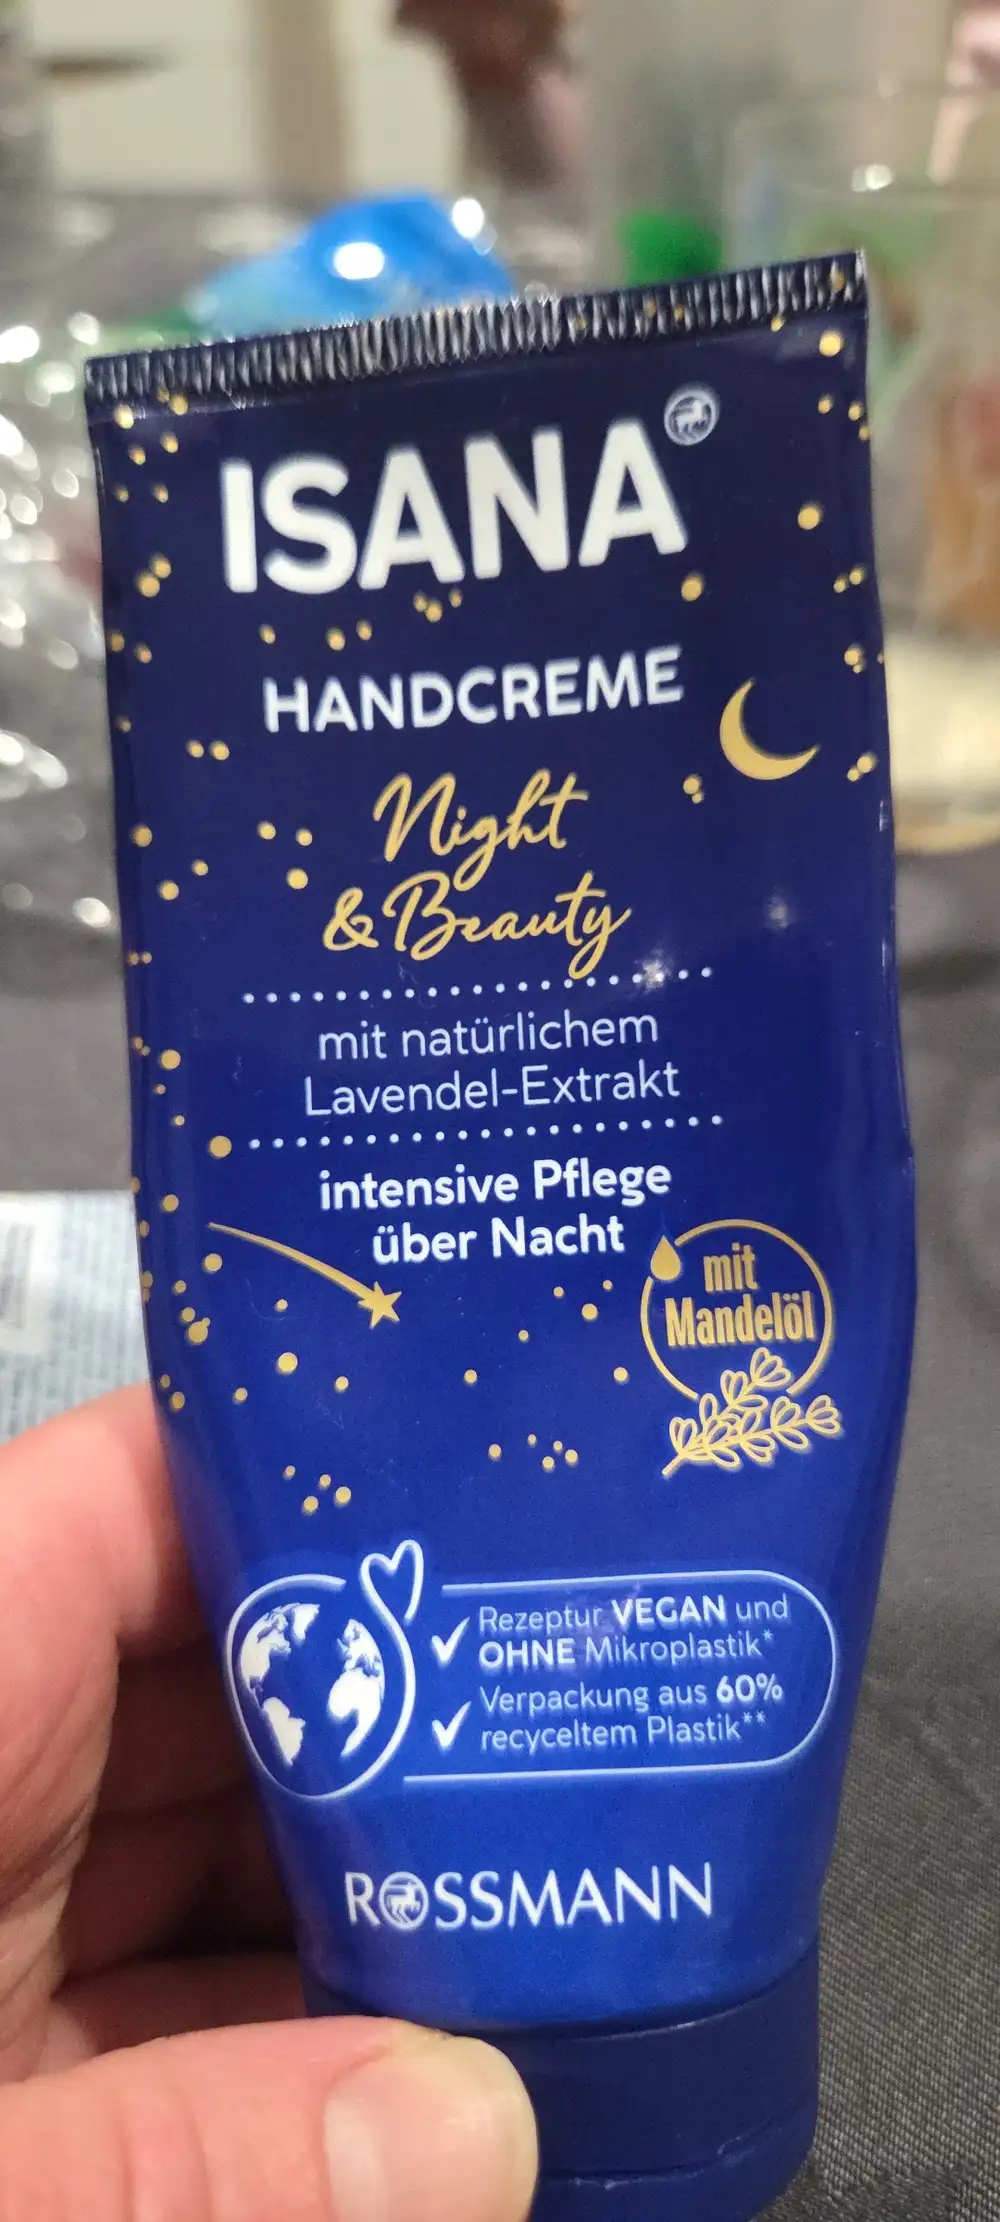 ISANA
HANDCREME
Night
& Beauty
mit natürlichem
Lavendel-Extrakt
intensive Pflege
über Nacht
mit
Mandelöl
Rezeptur VEGAN und
OHNE Mikroplastik*
Verpackung aus 60%
recyceltem Plastik**
ROSSMANN